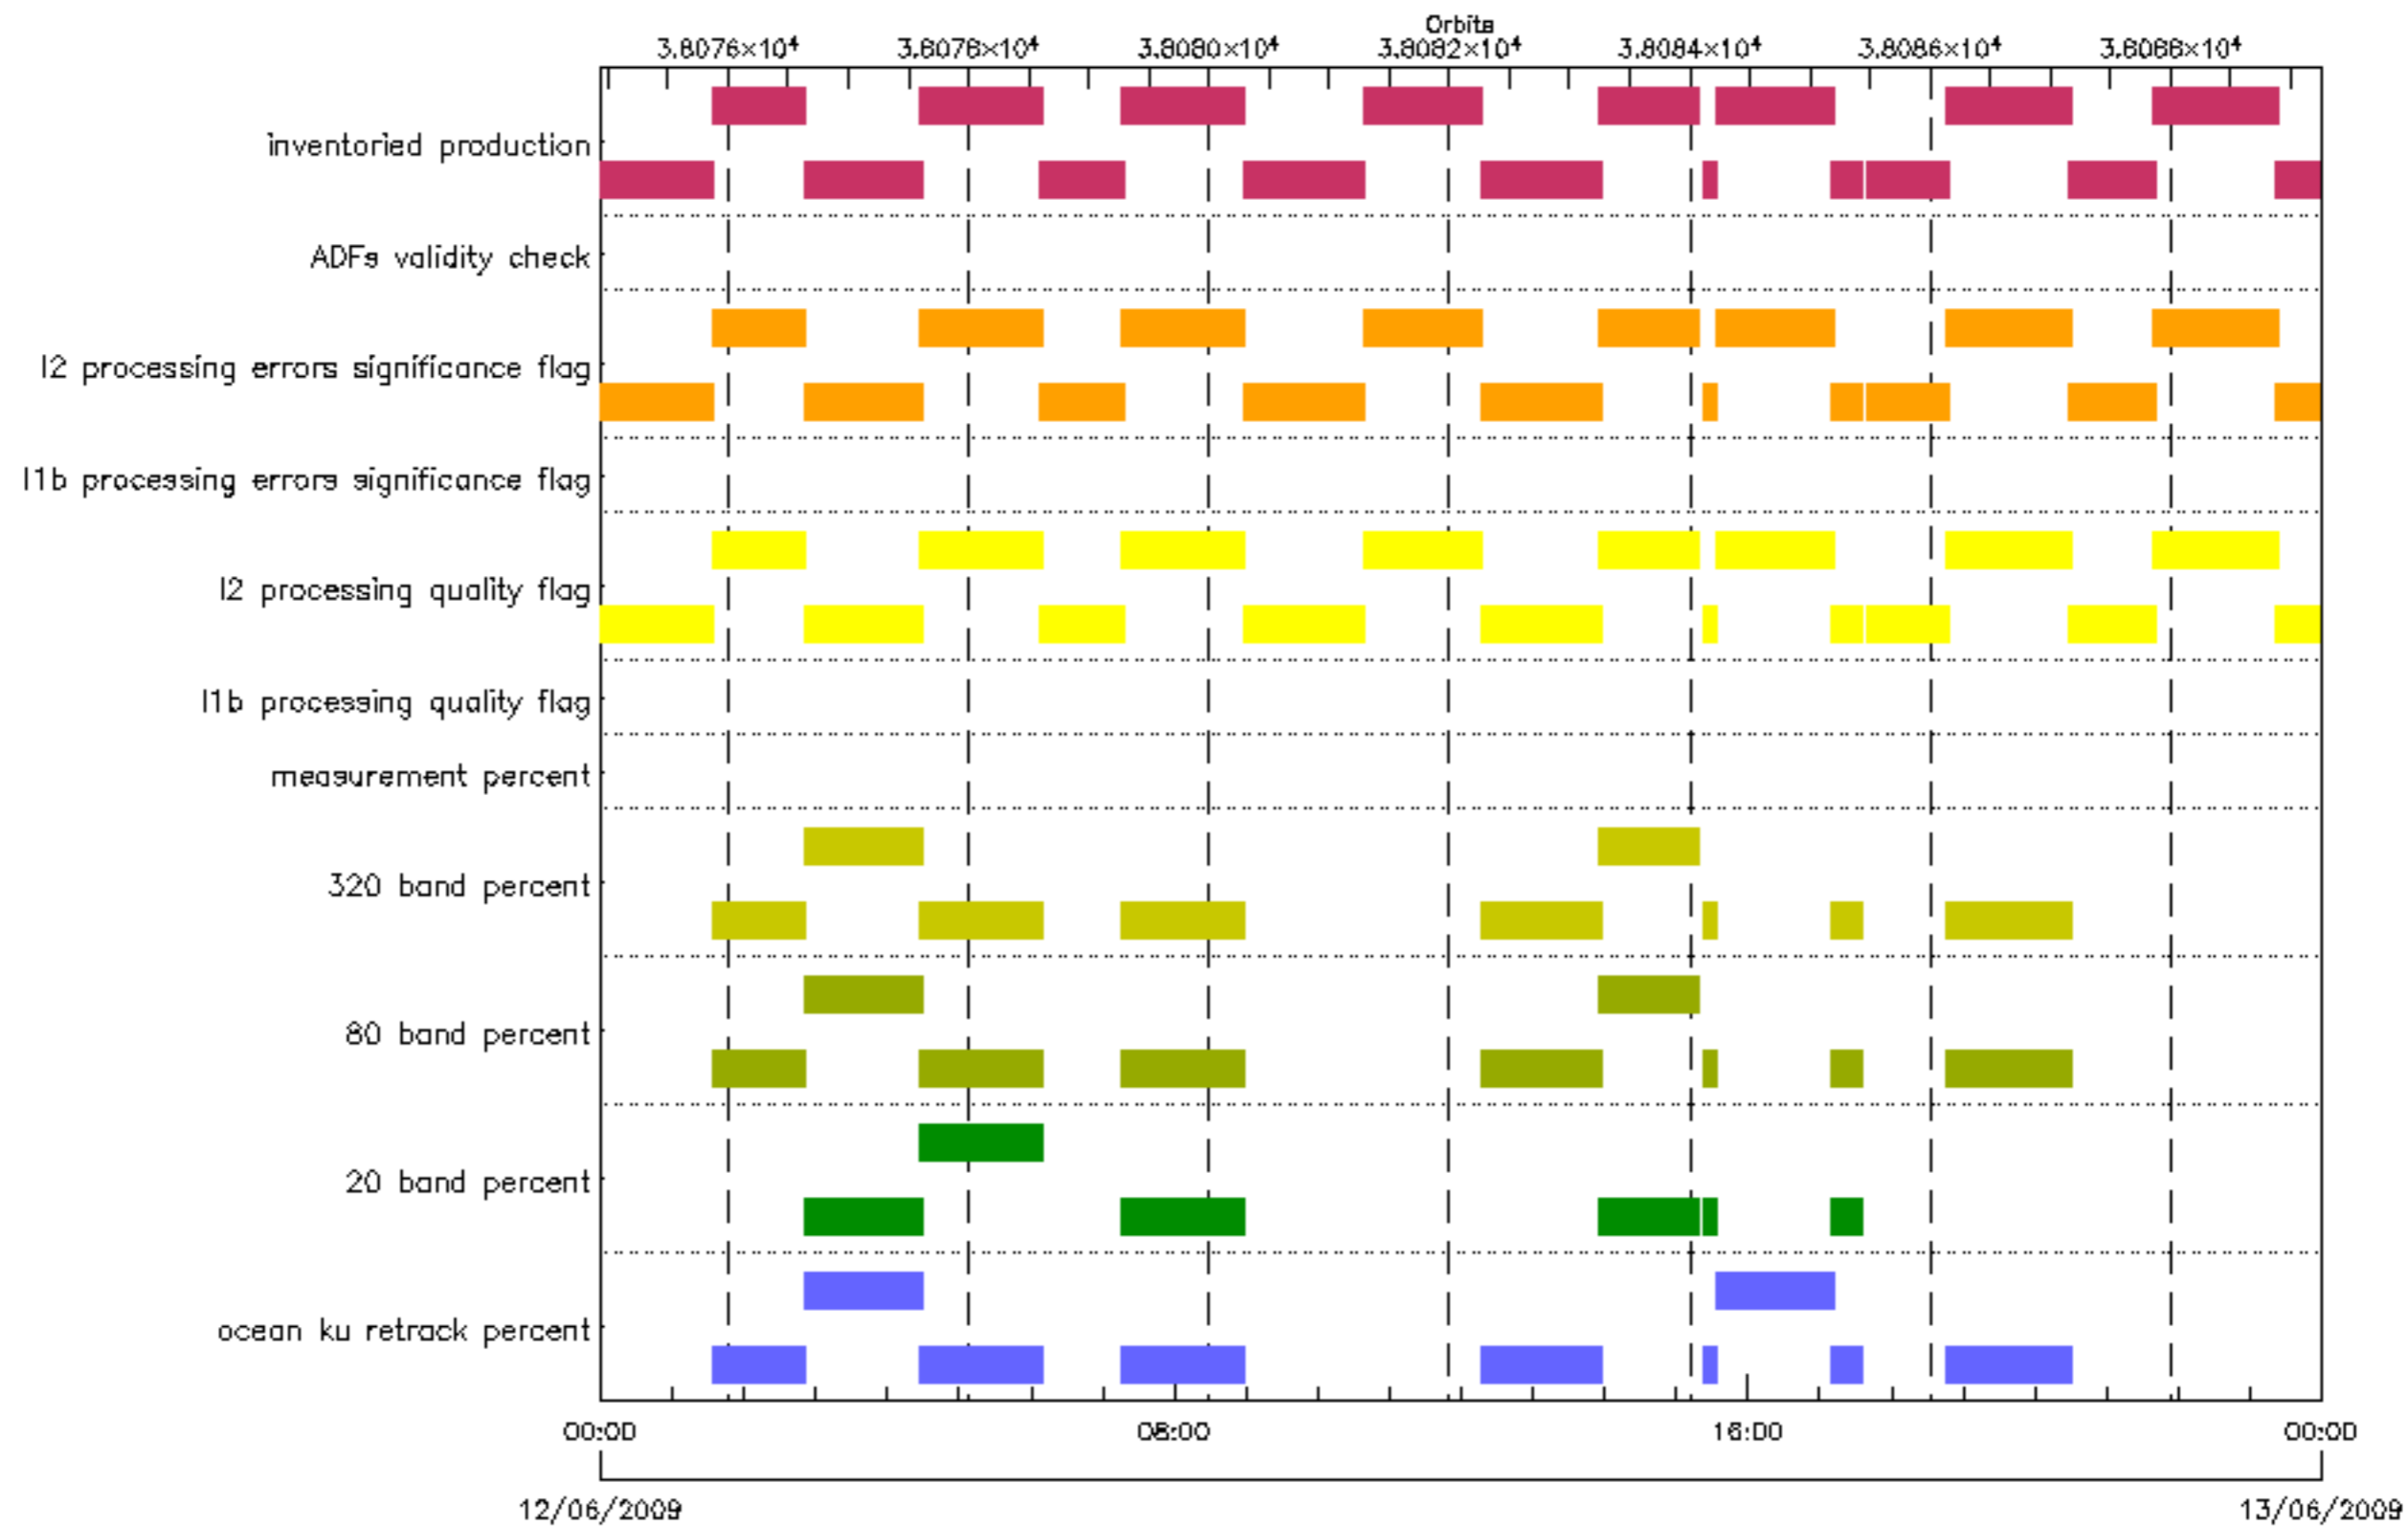 Orbits
3.8076×10⁴ 3.8078×10⁴ 3.8080×10⁴ 3.8082×10⁴ 3.8084×10⁴ 3.8086×10⁴ 3.8088×10⁴
inventoried production
ADFs validity check
l2 processing errors significance flag
l1b processing errors significance flag
l2 processing quality flag
l1b processing quality flag
measurement percent
320 band percent
80 band percent
20 band percent
ocean ku retrack percent
00:00 08:00 16:00 00:00
12/06/2009 13/06/2009